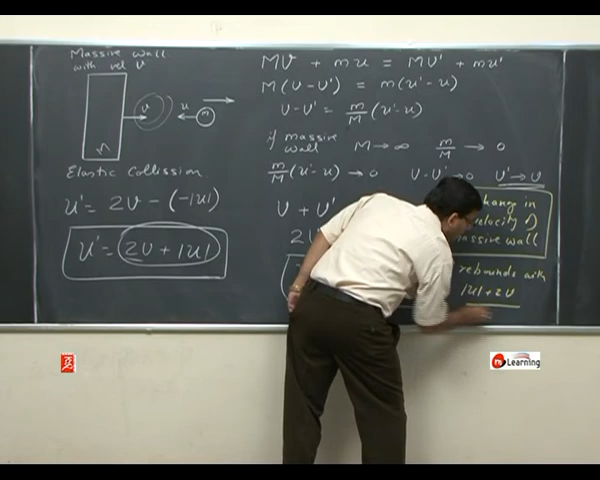 Massive wall
with vel V
V
u
m
M
Elastic Collission
u' = 2V - (-|u|)
u' = 2V + |u|
MV + mu = MV' + mu'
M(V - V') = m(u' - u)
V - V' = m/M (u' - u)
if massive
wall M → ∞ m/M → 0
m/M (u' - u) → 0 V - V' → 0 V' → V
V + V'
2V
change in
velocity of
massive wall
rebounds with
|u| + 2V
Learning